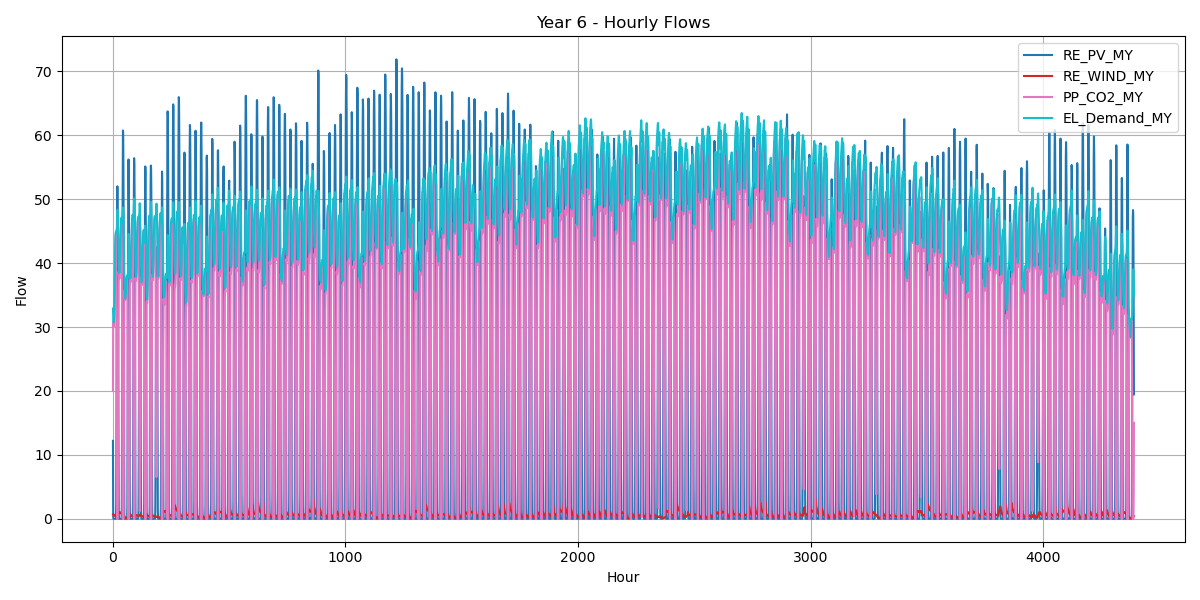 Year 6 - Hourly Flows
RE_PV_MY
RE_WIND_MY
PP_CO2_MY
EL_Demand_MY
Flow
70
60
50
40
30
20
10
0
0 1000 2000 3000 4000
Hour